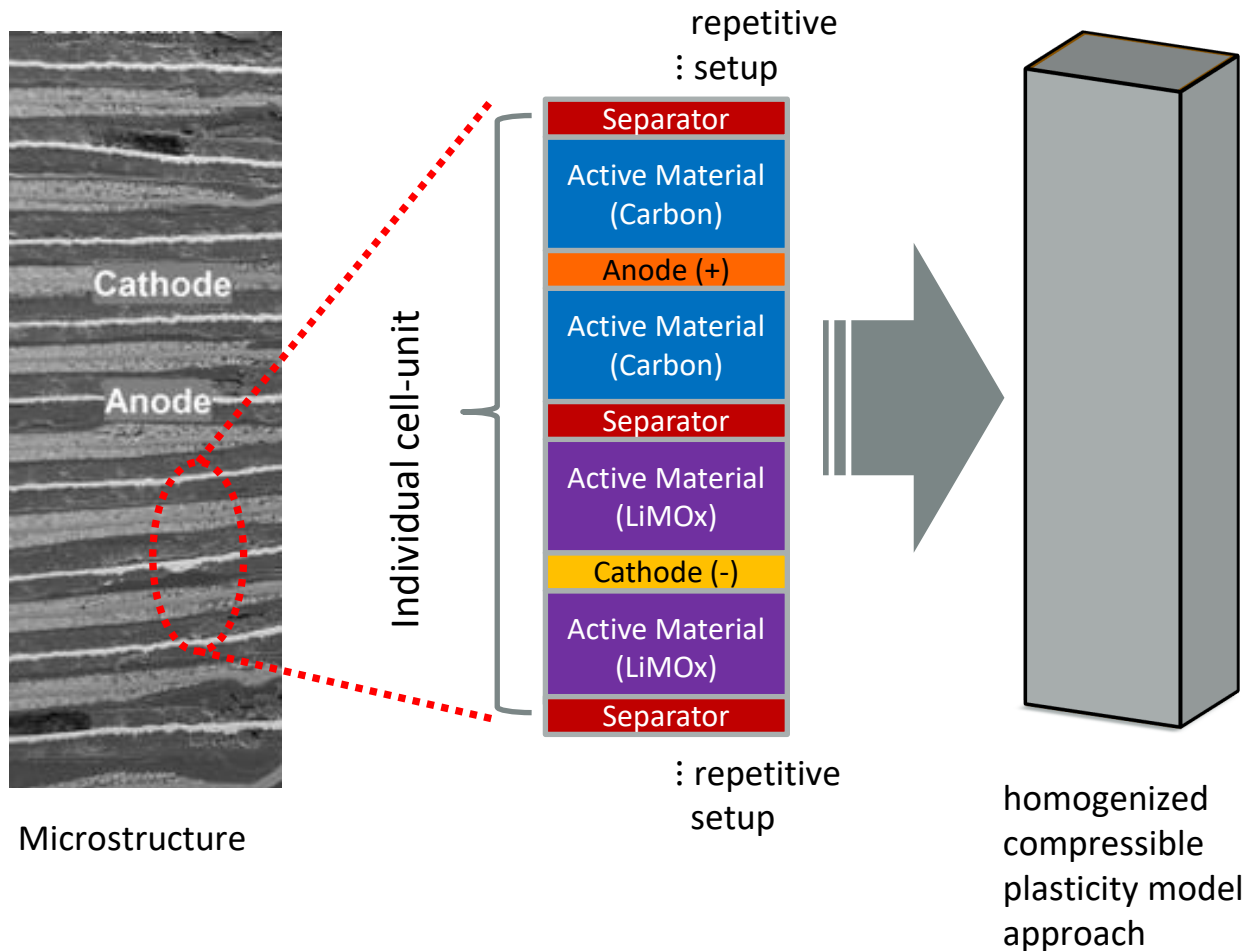 Cathode
Anode
Microstructure
Individual cell-unit
repetitive
⋮ setup
Separator
Active Material
(Carbon)
Anode (+)
Active Material
(Carbon)
Separator
Active Material
(LiMOx)
Cathode (-)
Active Material
(LiMOx)
Separator
⋮ repetitive
setup
homogenized
compressible
plasticity model
approach